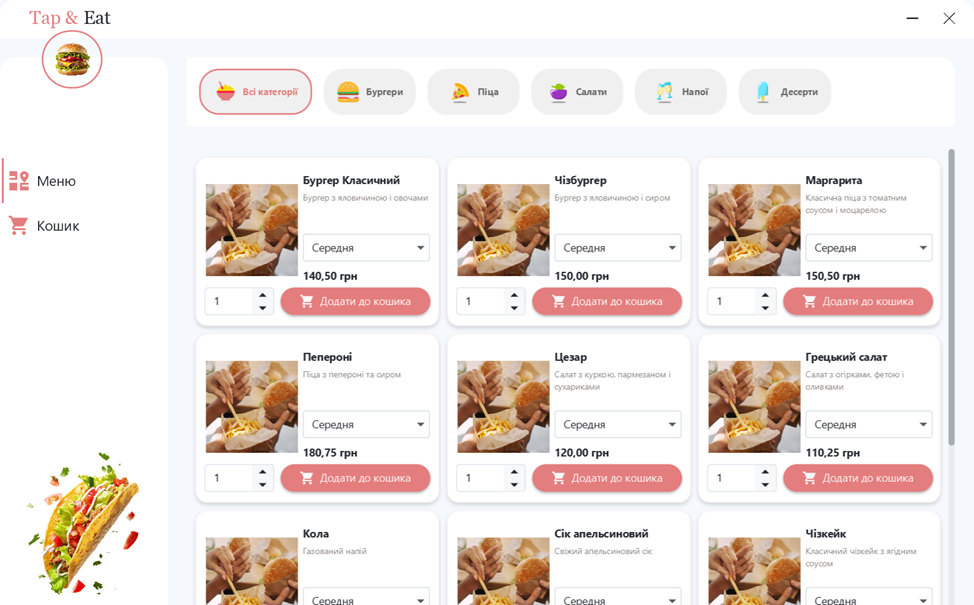 Tap & Eat
Всі категорії
Бургери
Піца
Салати
Напої
Десерти
Меню
Кошик
Бургер Класичний
Бургер з яловичиною і овочами
Середня
140,50 грн
1
Додати до кошика
Чізбургер
Бургер з яловичиною і сиром
Середня
150,00 грн
1
Додати до кошика
Маргарита
Класична піца з томатним
соусом і моцарелою
Середня
150,50 грн
1
Додати до кошика
Пепероні
Піца з пепероні та сиром
Середня
180,75 грн
1
Додати до кошика
Цезар
Салат з куркою, пармезаном і
сухариками
Середня
120,00 грн
1
Додати до кошика
Грецький салат
Салат з огірками, фетою і
оливками
Середня
110,25 грн
1
Додати до кошика
Кола
Газований напій
Середня
Сік апельсиновий
Свіжий апельсиновий сік
Середня
Чізкейк
Класичний чізкейк з ягідним
соусом
Середня